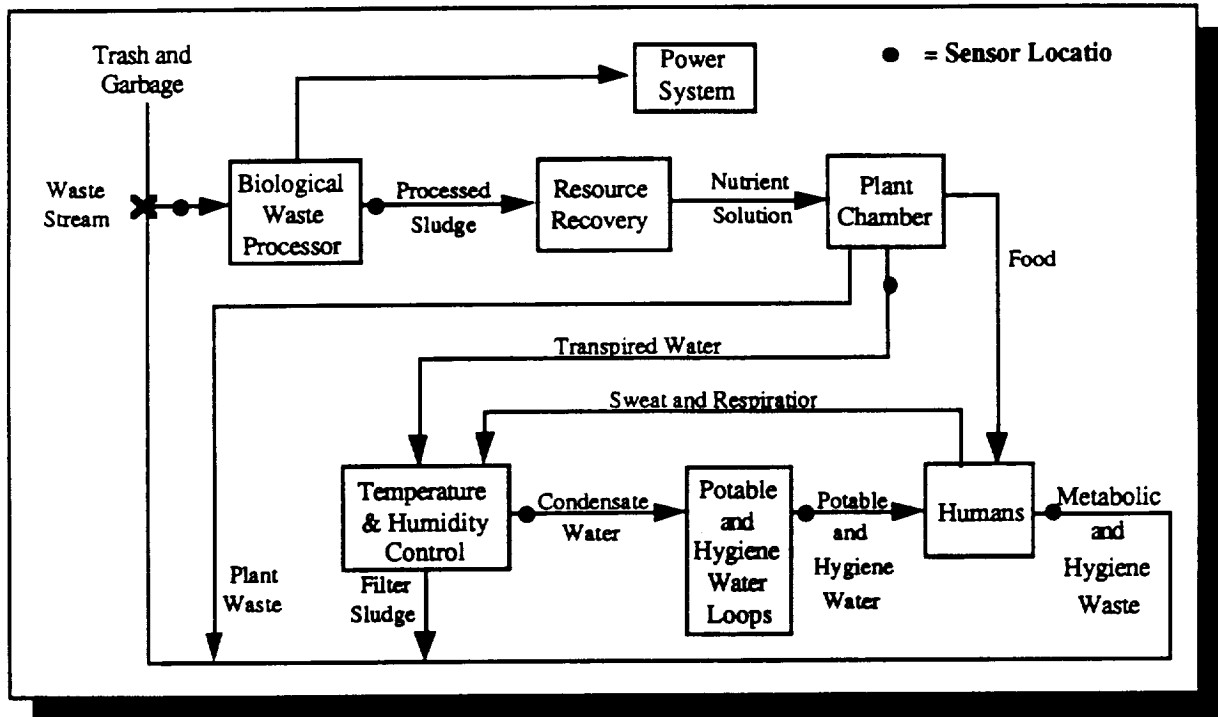 Trash and
Garbage
Power
System
= Sensor Locatio
Waste
Stream
Biological
Waste
Processor
Processed
Sludge
Resource
Recovery
Nutrient
Solution
Plant
Chamber
Food
Transpired Water
Sweat and Respiratior
Temperature
& Humidity
Control
Condensate
Water
Potable
and
Hygiene
Water
Loops
Potable
and
Hygiene
Water
Humans
Metabolic
and
Hygiene
Waste
Plant
Waste
Filter
Sludge